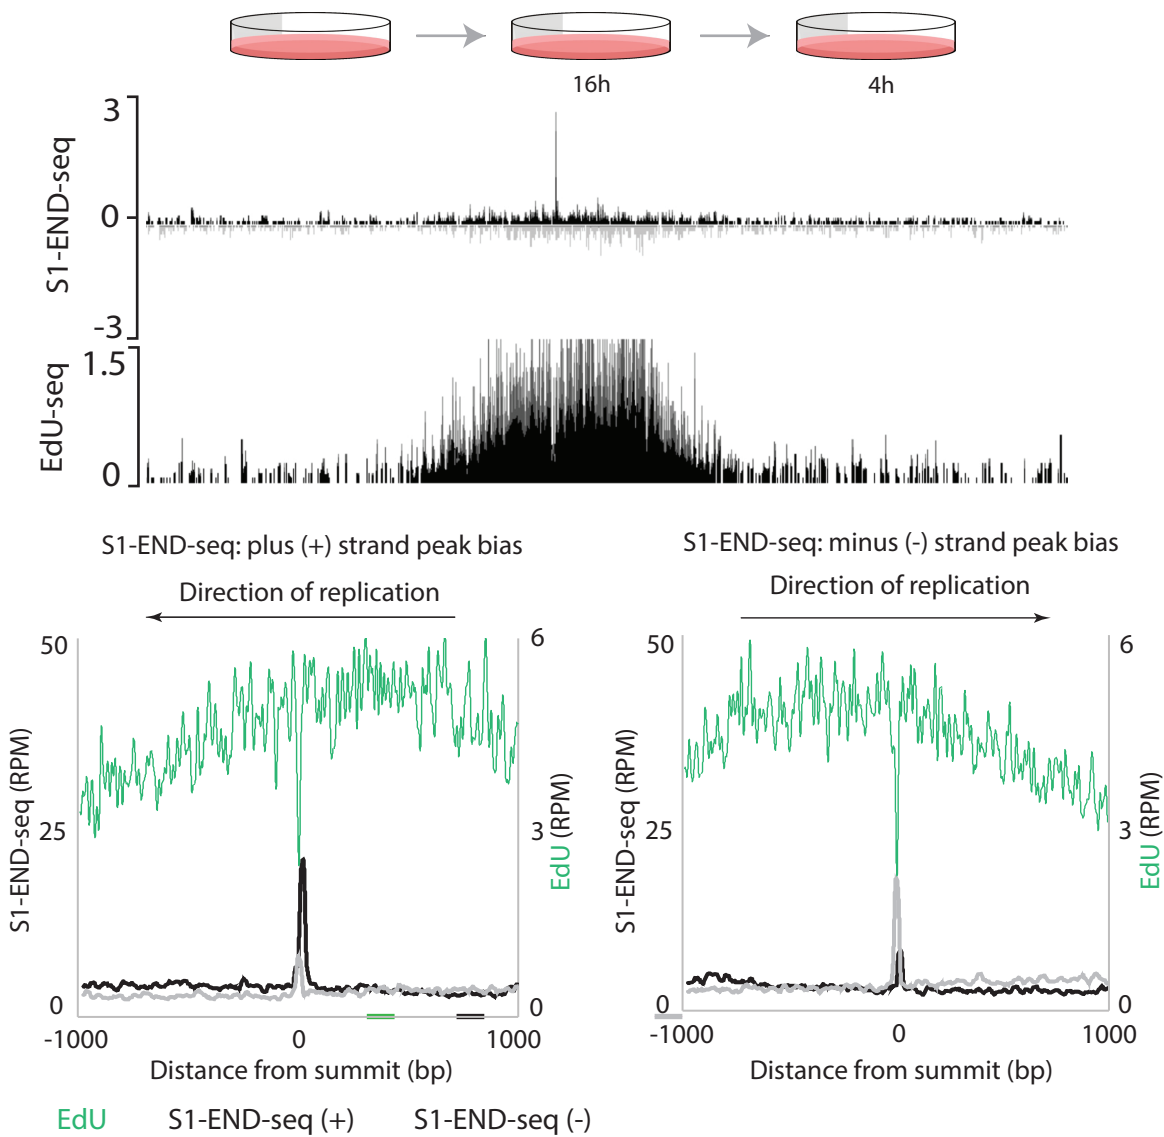 16h 4h
3
0
-3
S1-END-seq
1.5
0
EdU-seq
S1-END-seq: plus (+) strand peak bias
Direction of replication
50
25
0
S1-END-seq (RPM)
6
3
0
EdU (RPM)
-1000 0 1000
Distance from summit (bp)
S1-END-seq: minus (-) strand peak bias
Direction of replication
50
25
0
S1-END-seq (RPM)
6
3
0
EdU (RPM)
-1000 0 1000
Distance from summit (bp)
EdU S1-END-seq (+) S1-END-seq (-)